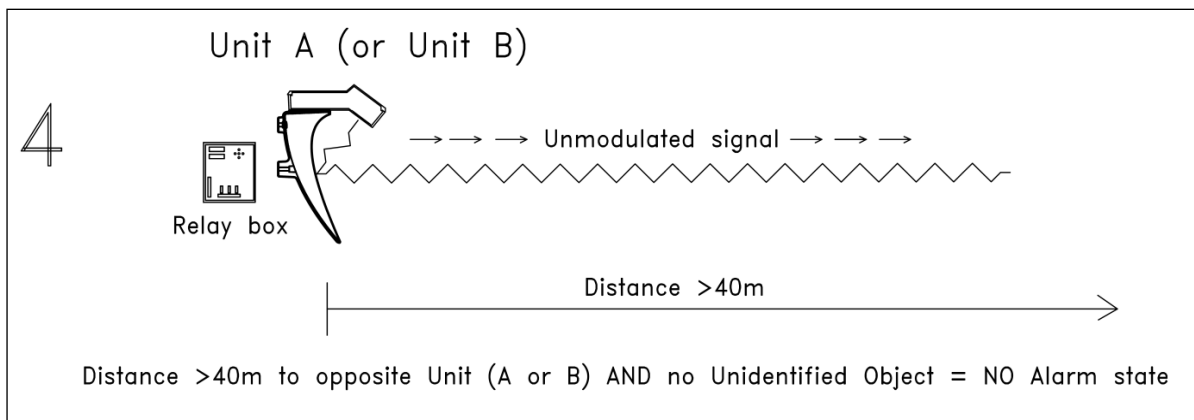 Unit A (or Unit B)
4
Unmodulated signal
Relay box
Distance >40m
Distance >40m to opposite Unit (A or B) AND no Unidentified Object = NO Alarm state